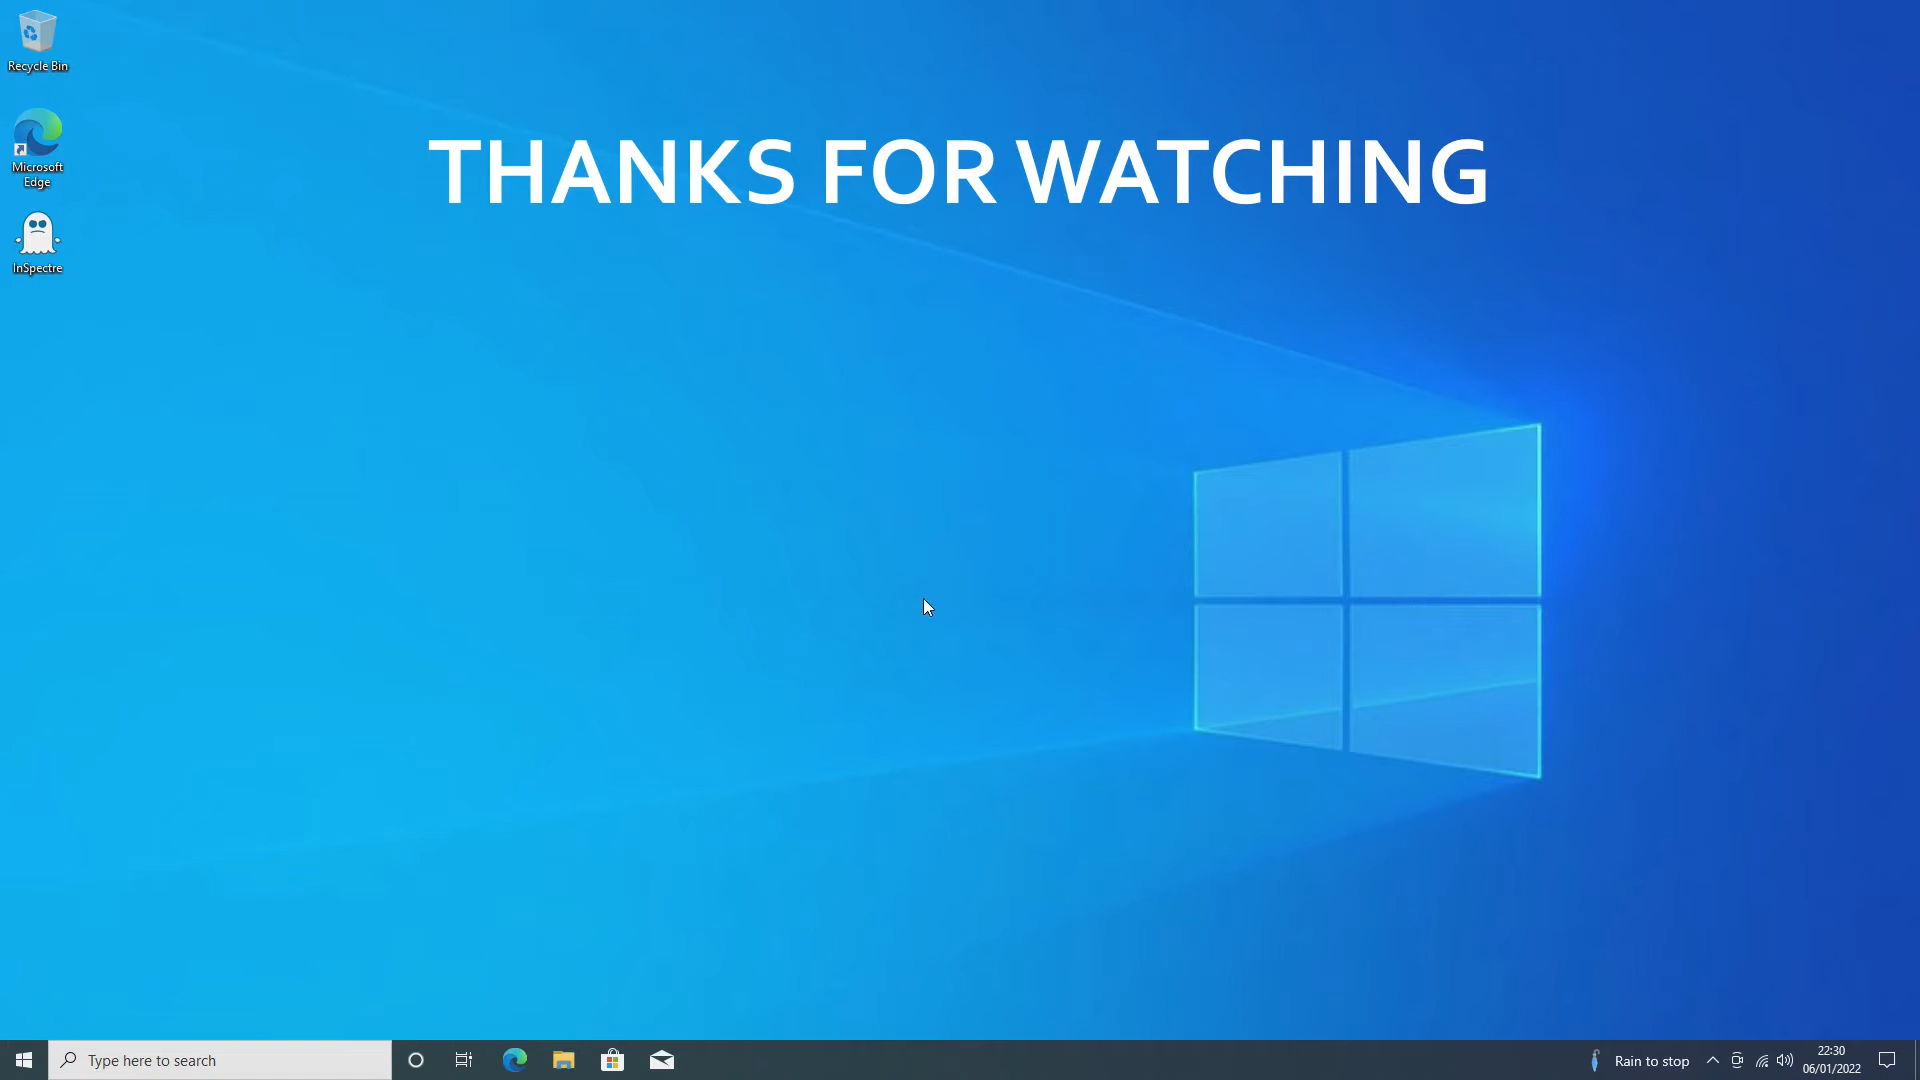 Recycle Bin
Microsoft
Edge
InSpectre
THANKS FOR WATCHING
Type here to search
Rain to stop
22:30
06/01/2022